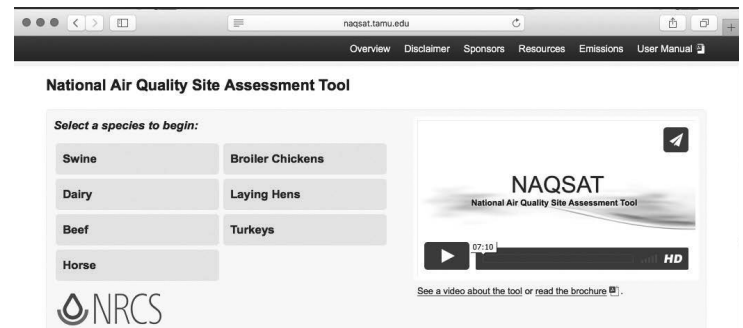 naqsat.tamu.edu
Overview Disclaimer Sponsors Resources Emissions User Manual
National Air Quality Site Assessment Tool
Select a species to begin:
Swine Broiler Chickens
Dairy Laying Hens
Beef Turkeys
Horse
NRCS
NAQSAT
National Air Quality Site Assessment Tool
07:10
HD
See a video about the tool or read the brochure .